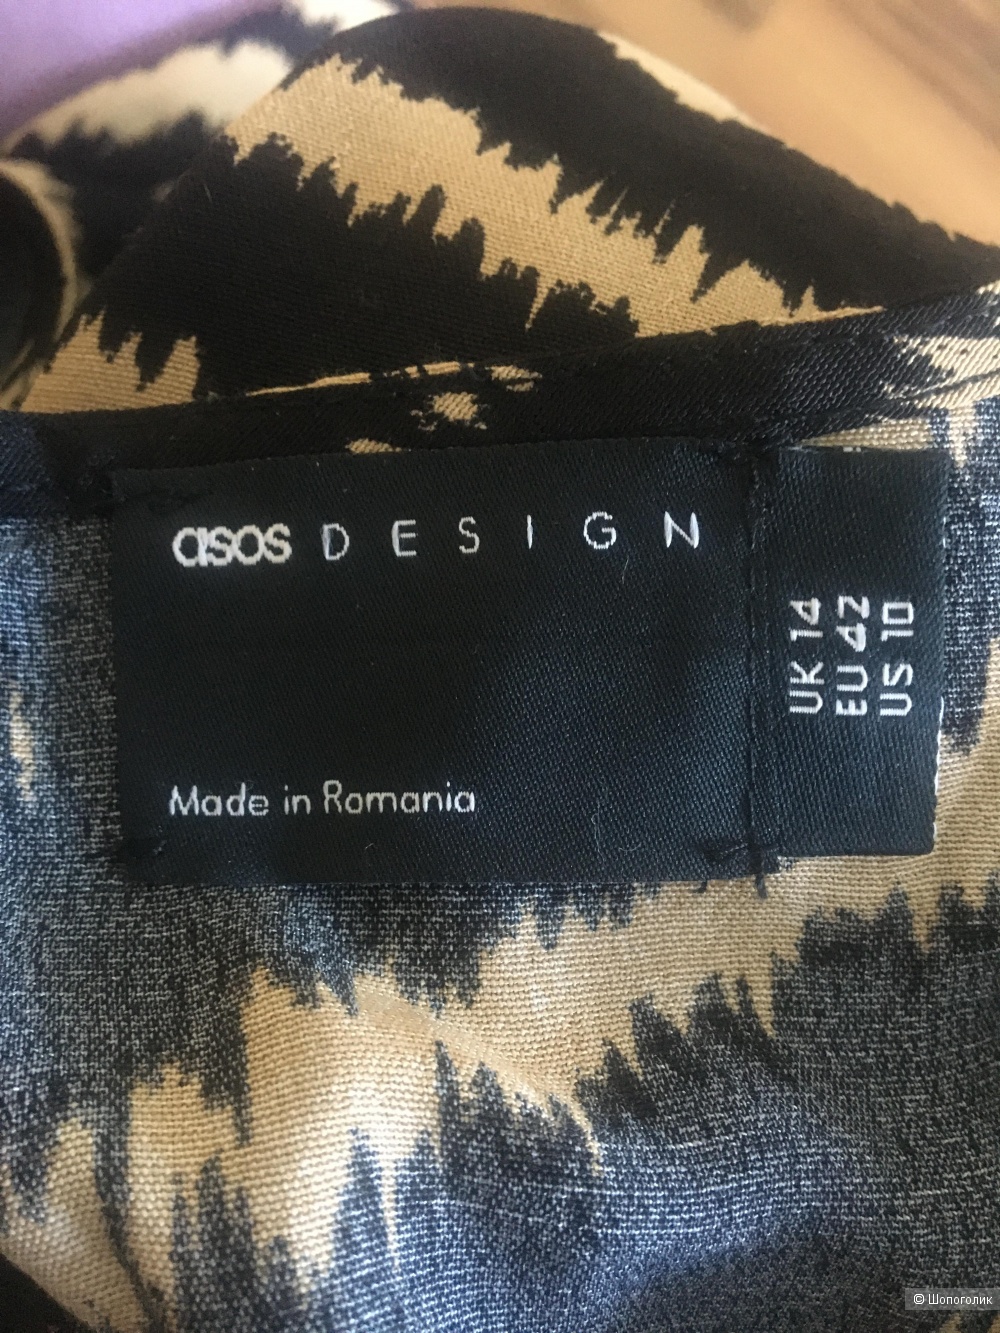 asos DESIGN
UK 14
EU 42
US 10
Made in Romania
© Шопоголик